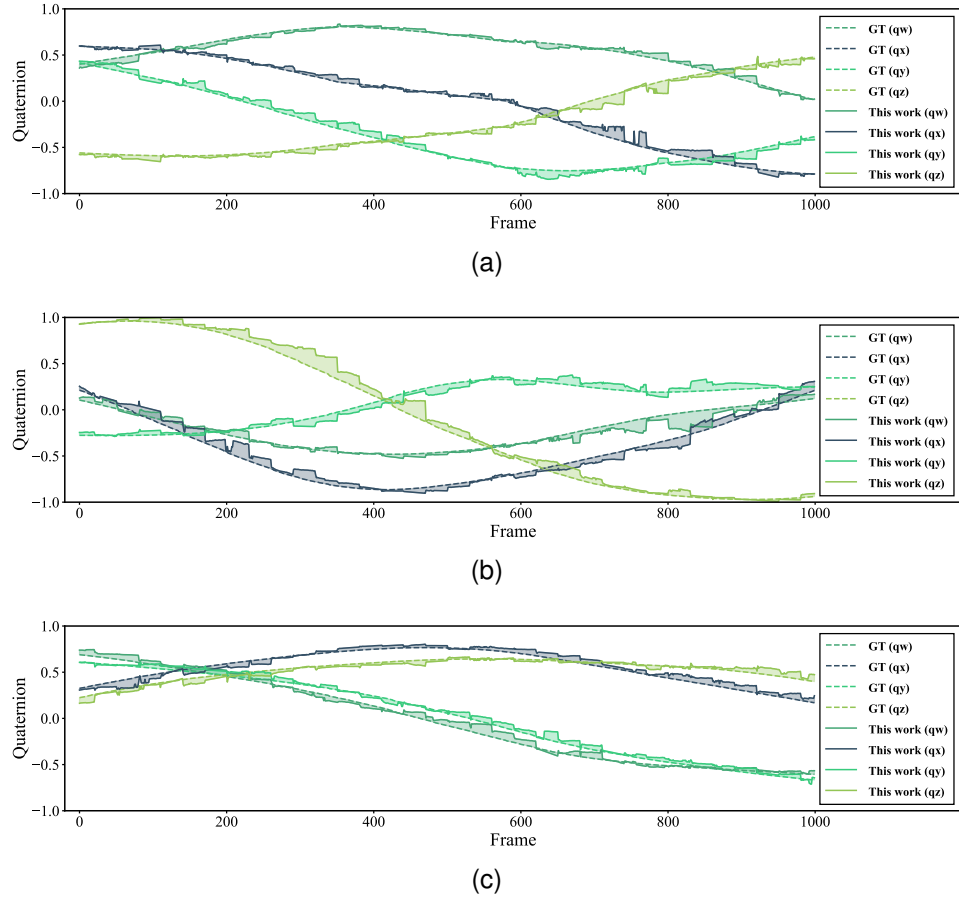 1.0
0.5
0.0
−0.5
−1.0
Quaternion
0
200
400
600
800
1000
Frame
GT (qw)
GT (qx)
GT (qy)
GT (qz)
This work (qw)
This work (qx)
This work (qy)
This work (qz)
(a)
1.0
0.5
0.0
−0.5
−1.0
Quaternion
0
200
400
600
800
1000
Frame
GT (qw)
GT (qx)
GT (qy)
GT (qz)
This work (qw)
This work (qx)
This work (qy)
This work (qz)
(b)
1.0
0.5
0.0
−0.5
−1.0
Quaternion
0
200
400
600
800
1000
Frame
GT (qw)
GT (qx)
GT (qy)
GT (qz)
This work (qw)
This work (qx)
This work (qy)
This work (qz)
(c)